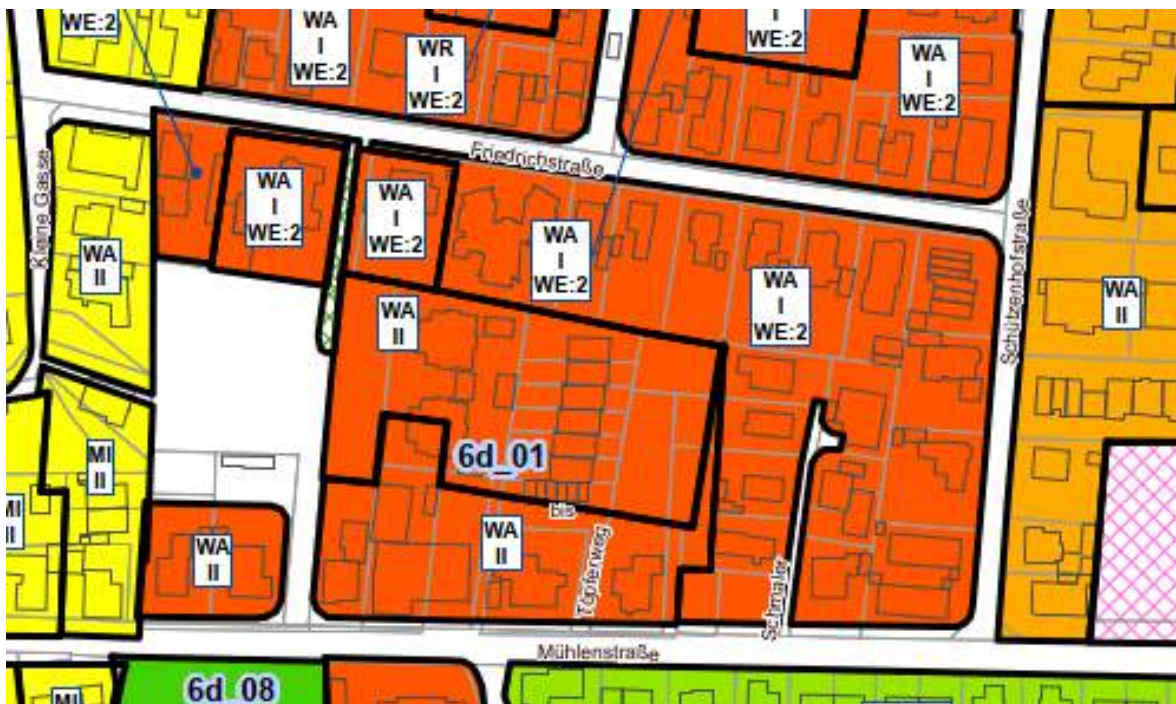 WE:2
WA
I
WE:2
WR
I
WE:2
I
WE:2
WA
I
WE:2
Friedrichstraße
Kleine Gasse
WA
I
WE:2
WA
I
WE:2
WA
I
WE:2
WA
I
WE:2
Schützenhofstraße
WA
II
WA
II
WA
II
6d_01
bis
Töpferweg
Schmaler
MI
II
MI
II
WA
II
WA
II
Mühlenstraße
6d_08
MI